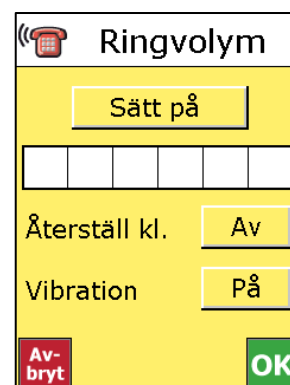 Ringvolym
Sätt på
Återställ kl. Av
Vibration På
Av-
bryt
OK